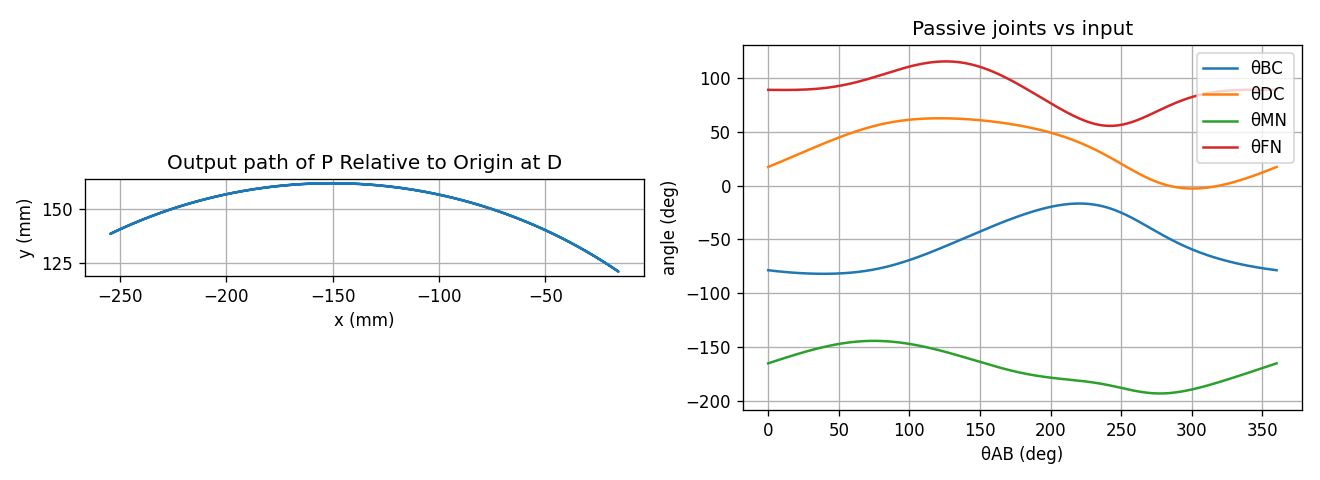 Output path of P Relative to Origin at D
y (mm)
150
125
−250
−200
−150
−100
−50
x (mm)
Passive joints vs input
angle (deg)
100
50
0
−50
−100
−150
−200
0
50
100
150
200
250
300
350
θAB (deg)
θBC
θDC
θMN
θFN